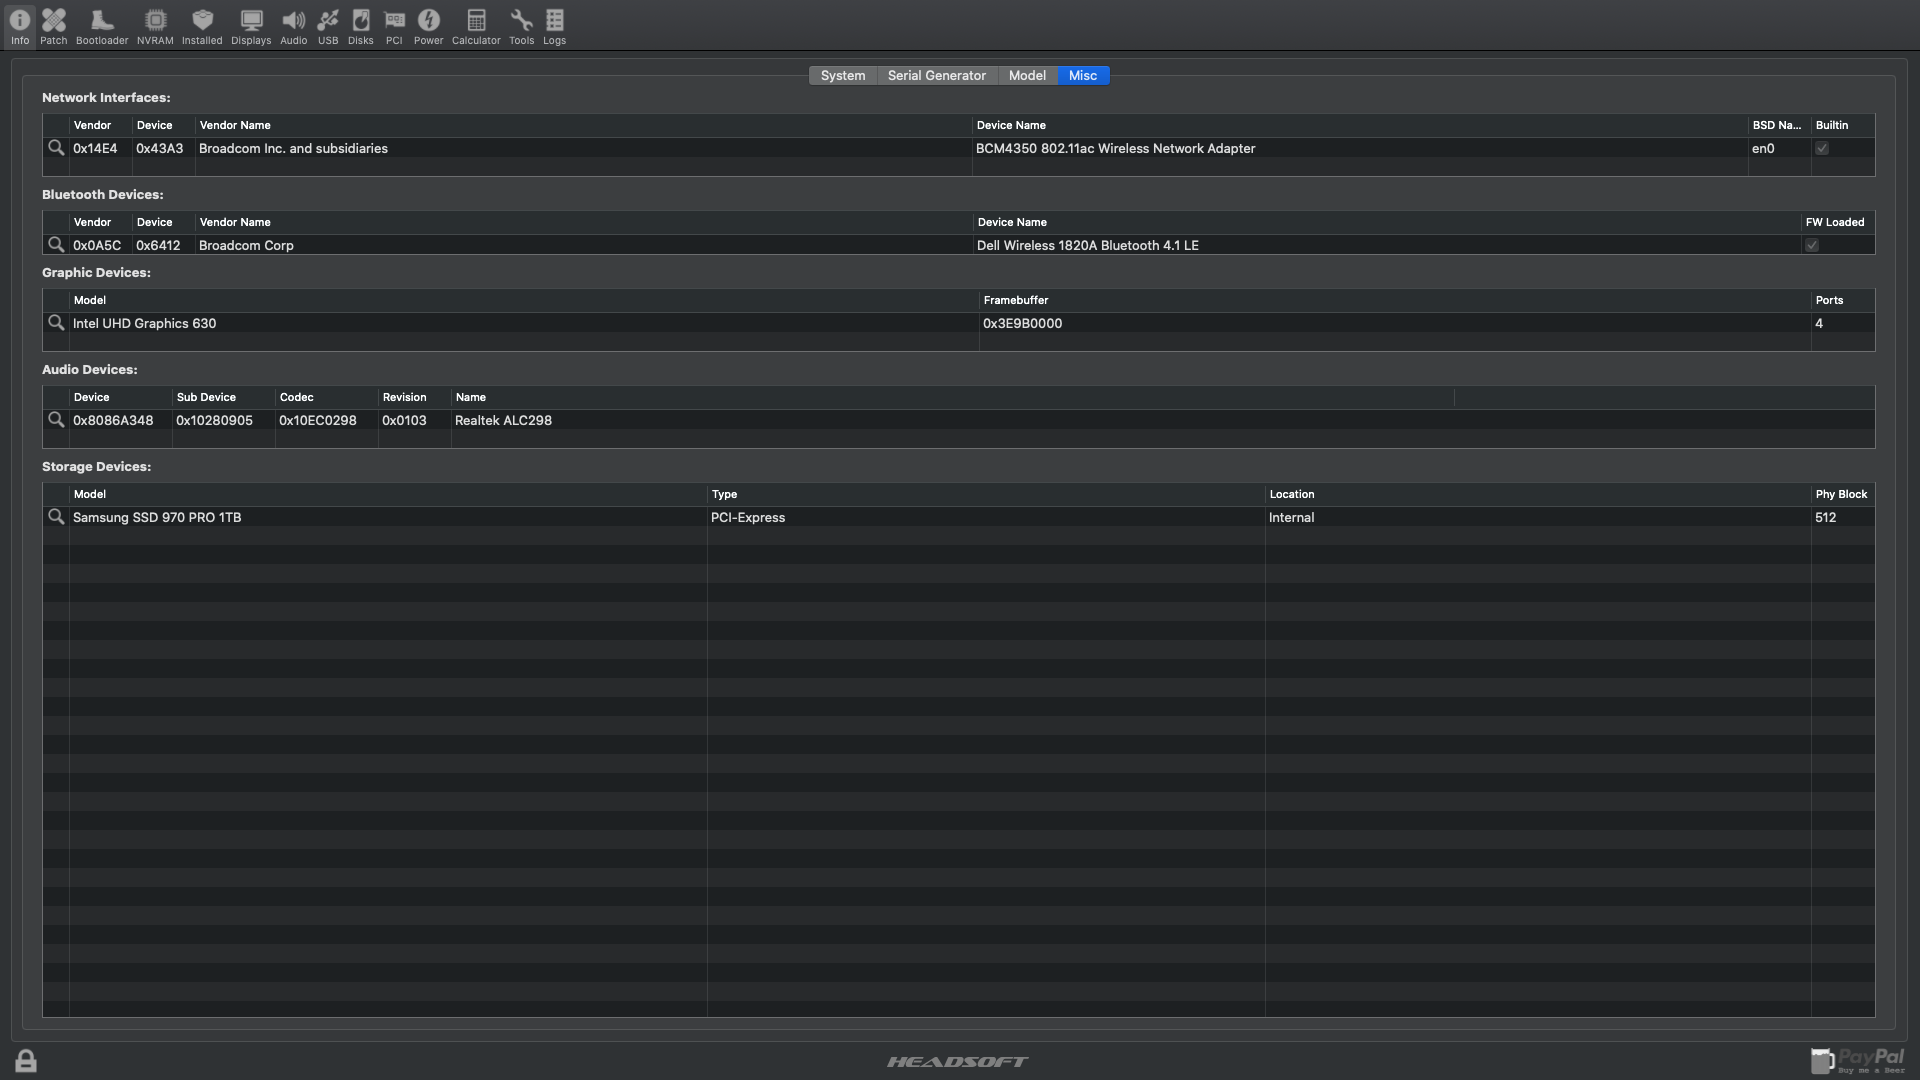 Info Patch Bootloader NVRAM Installed Displays Audio USB Disks PCI Power Calculator Tools Logs
System Serial Generator Model Misc
Network Interfaces:
Vendor Device Vendor Name Device Name BSD Na... Builtin
0x14E4 0x43A3 Broadcom Inc. and subsidiaries BCM4350 802.11ac Wireless Network Adapter en0
Bluetooth Devices:
Vendor Device Vendor Name Device Name FW Loaded
0x0A5C 0x6412 Broadcom Corp Dell Wireless 1820A Bluetooth 4.1 LE
Graphic Devices:
Model Framebuffer Ports
Intel UHD Graphics 630 0x3E9B0000 4
Audio Devices:
Device Sub Device Codec Revision Name
0x8086A348 0x10280905 0x10EC0298 0x0103 Realtek ALC298
Storage Devices:
Model Type Location Phy Block
Samsung SSD 970 PRO 1TB PCI-Express Internal 512
HEADSOFT
PayPal
Buy me a Beer